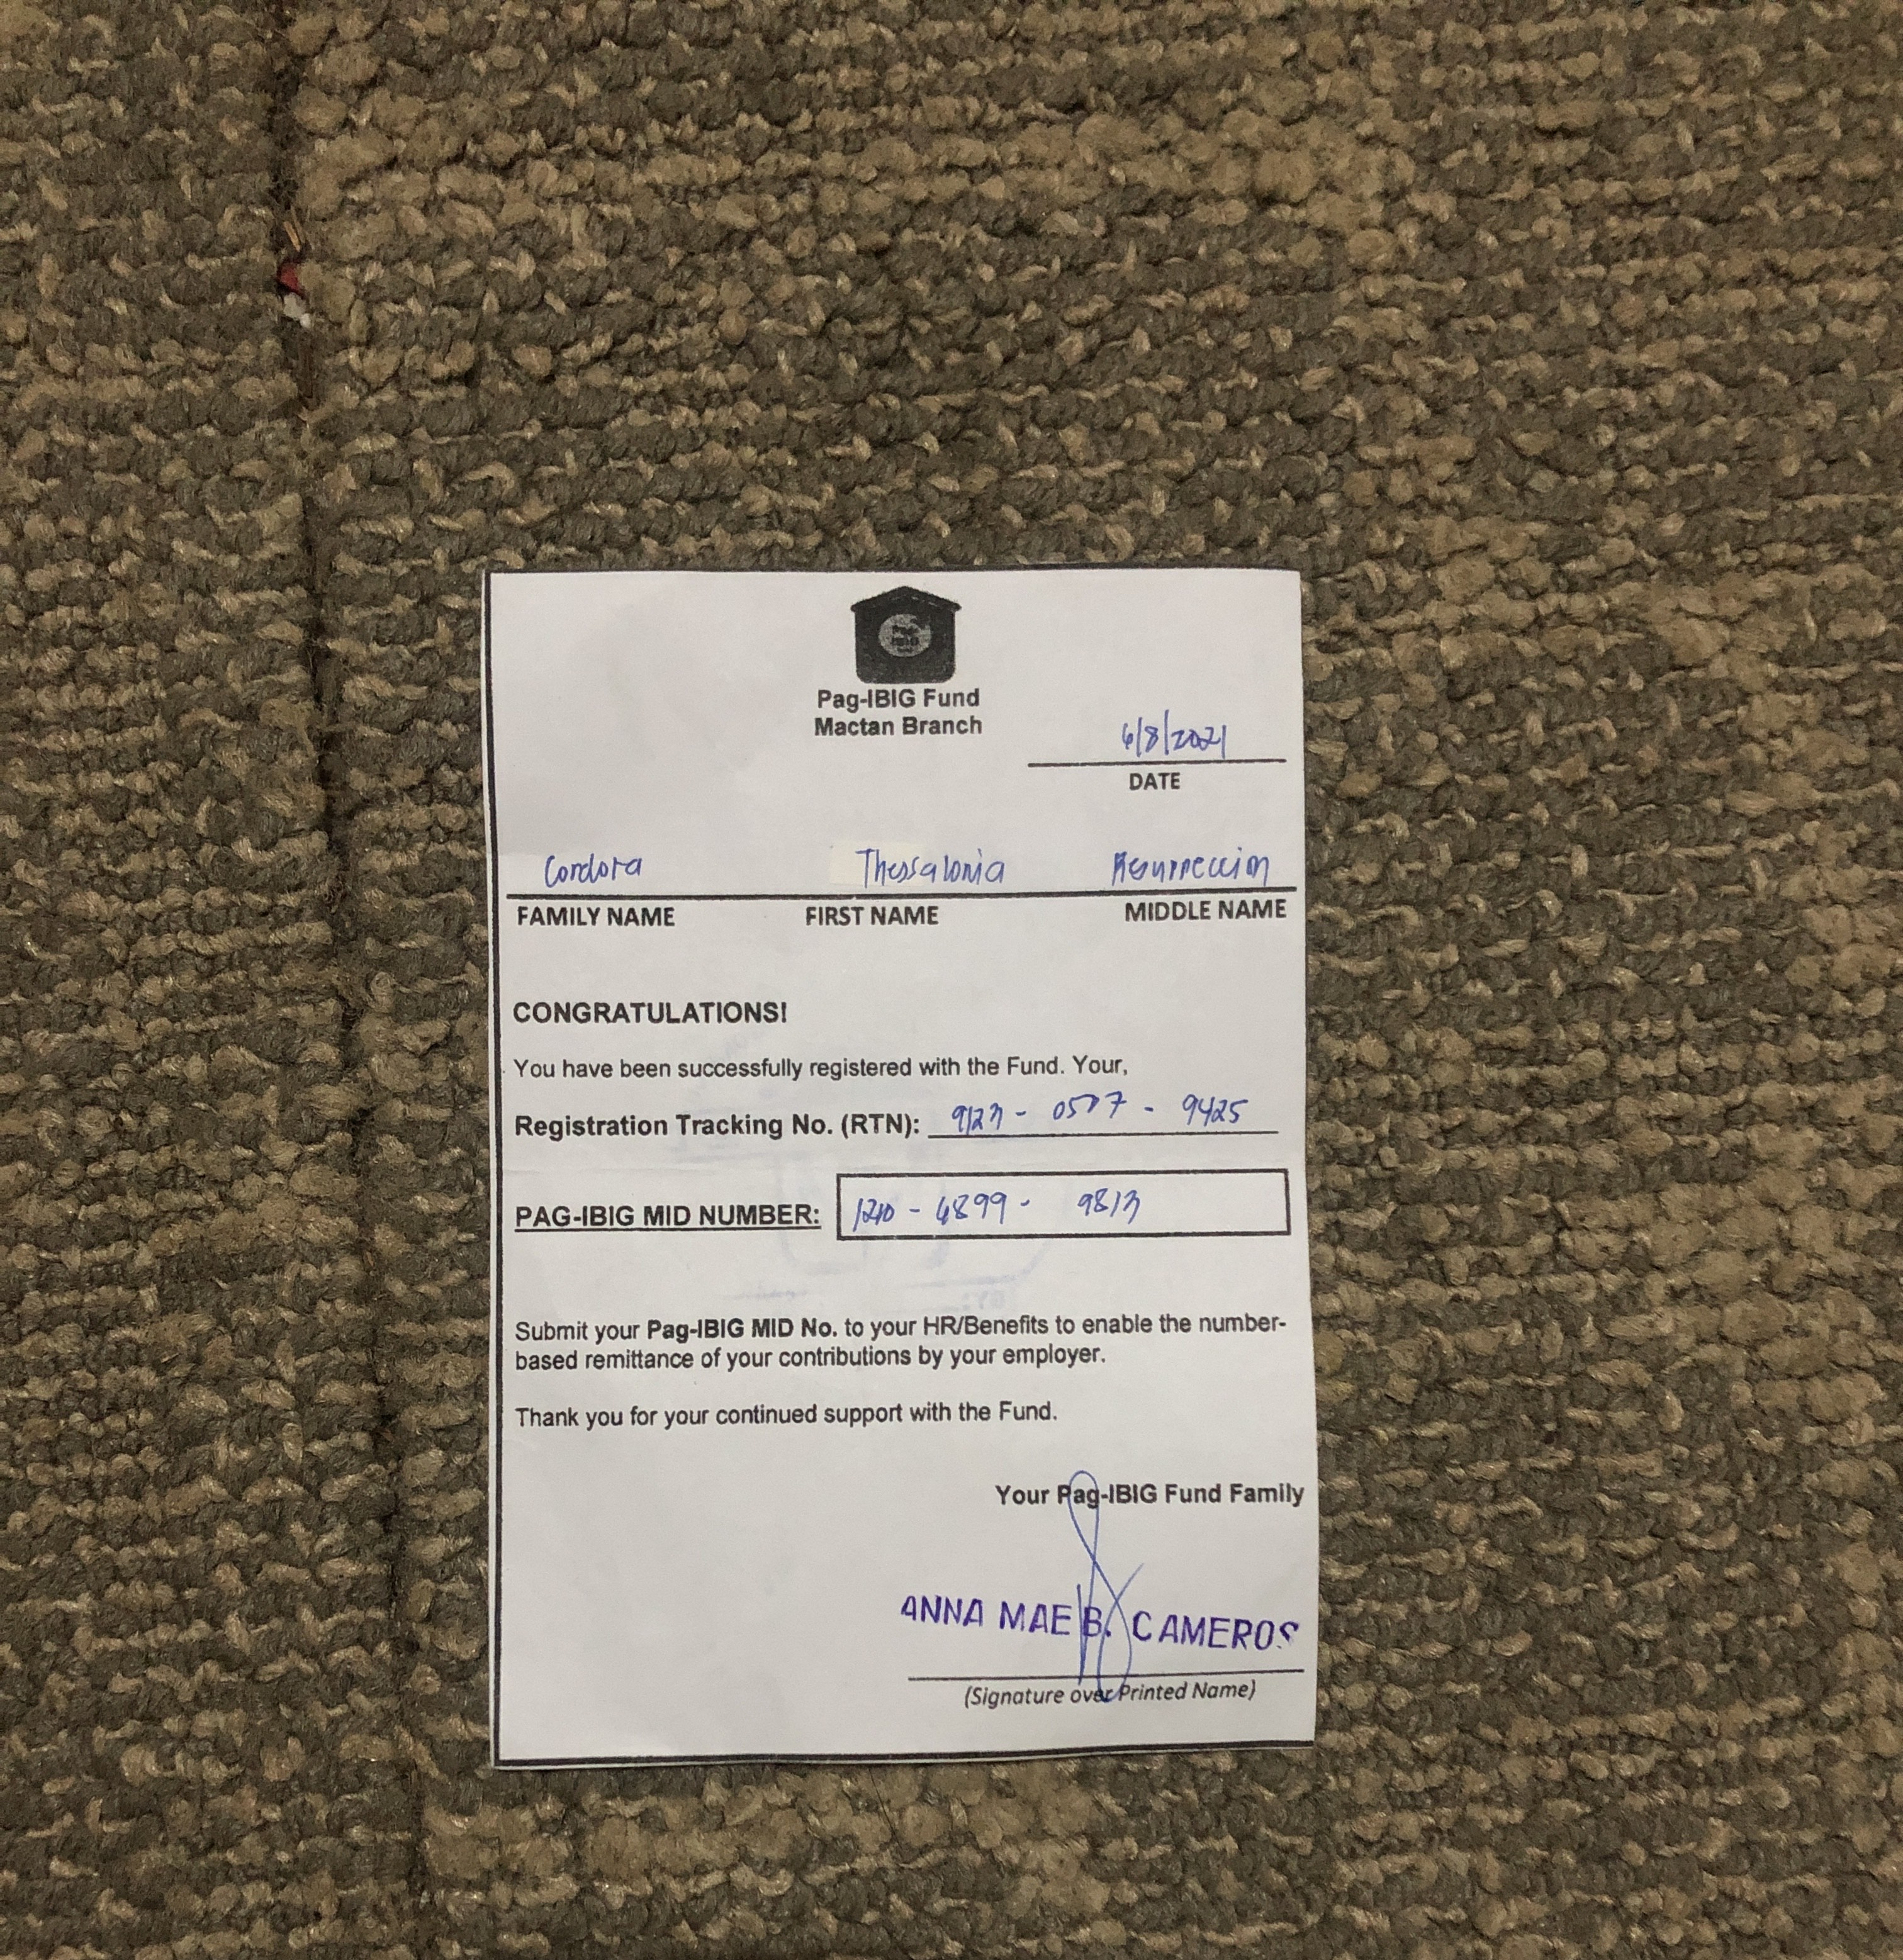 Pag-IBIG Fund
Mactan Branch
6/8/2021
DATE
Cordora Thessalonia Resurreccion
FAMILY NAME FIRST NAME MIDDLE NAME
CONGRATULATIONS!
You have been successfully registered with the Fund. Your,
Registration Tracking No. (RTN): 9123 - 0507 - 9425
PAG-IBIG MID NUMBER: 1210 - 6899 - 9813
Submit your Pag-IBIG MID No. to your HR/Benefits to enable the number-
based remittance of your contributions by your employer.
Thank you for your continued support with the Fund.
Your Pag-IBIG Fund Family
ANNA MAE B. CAMEROS
(Signature over Printed Name)